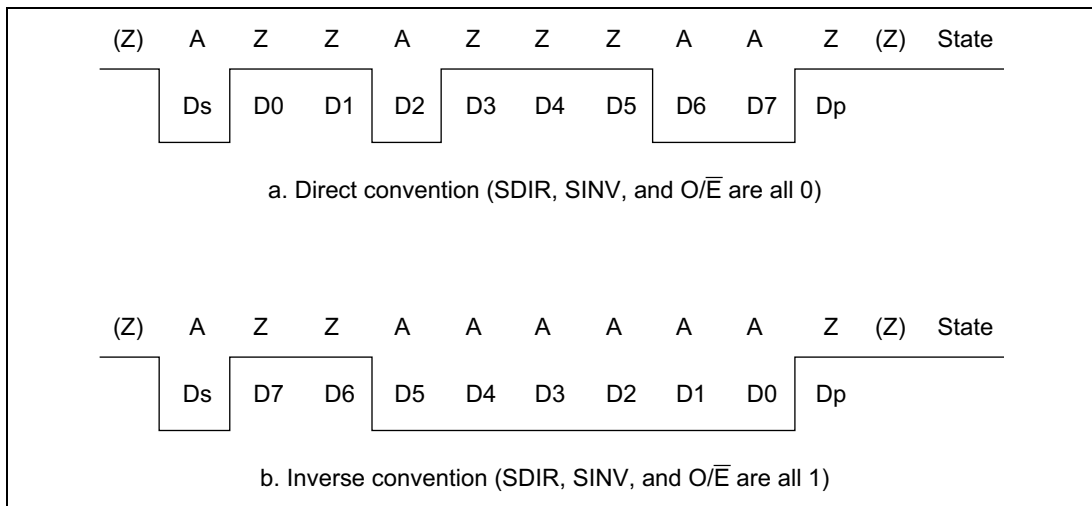 (Z) A Z Z A Z Z Z A A Z (Z) State
Ds D0 D1 D2 D3 D4 D5 D6 D7 Dp
a. Direct convention (SDIR, SINV, and O/E̅ are all 0)
(Z) A Z Z A A A A A A Z (Z) State
Ds D7 D6 D5 D4 D3 D2 D1 D0 Dp
b. Inverse convention (SDIR, SINV, and O/E̅ are all 1)